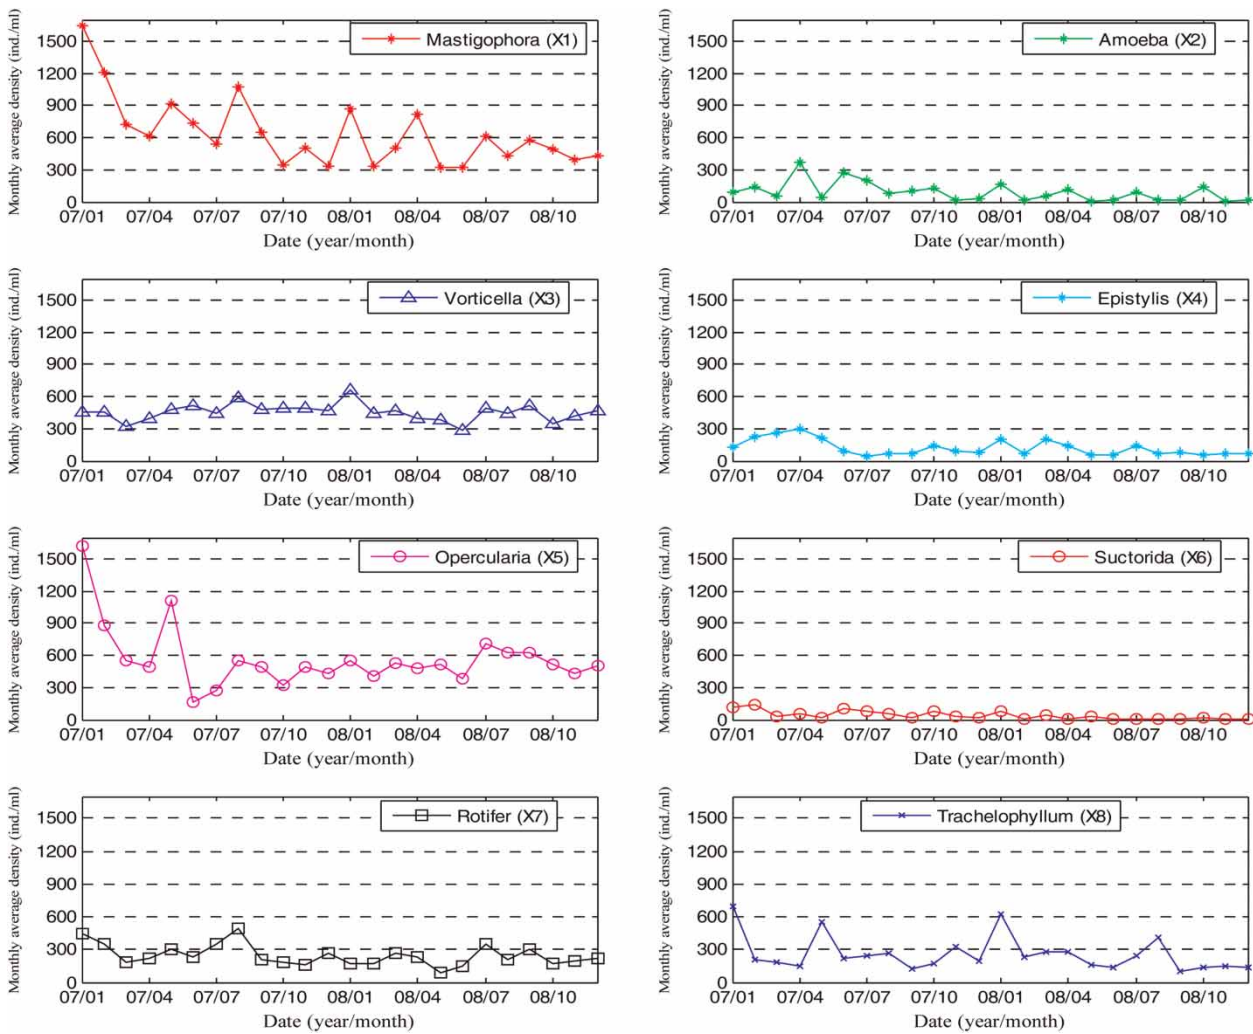 Monthly average density (ind./ml)
1500
1200
900
600
300
0
Mastigophora (X1)
07/01 07/04 07/07 07/10 08/01 08/04 08/07 08/10
Date (year/month)
Monthly average density (ind./ml)
1500
1200
900
600
300
0
Amoeba (X2)
07/01 07/04 07/07 07/10 08/01 08/04 08/07 08/10
Date (year/month)
Monthly average density (ind./ml)
1500
1200
900
600
300
0
Vorticella (X3)
07/01 07/04 07/07 07/10 08/01 08/04 08/07 08/10
Date (year/month)
Monthly average density (ind./ml)
1500
1200
900
600
300
0
Epistylis (X4)
07/01 07/04 07/07 07/10 08/01 08/04 08/07 08/10
Date (year/month)
Monthly average density (ind./ml)
1500
1200
900
600
300
0
Opercularia (X5)
07/01 07/04 07/07 07/10 08/01 08/04 08/07 08/10
Date (year/month)
Monthly average density (ind./ml)
1500
1200
900
600
300
0
Suctorida (X6)
07/01 07/04 07/07 07/10 08/01 08/04 08/07 08/10
Date (year/month)
Monthly average density (ind./ml)
1500
1200
900
600
300
0
Rotifer (X7)
07/01 07/04 07/07 07/10 08/01 08/04 08/07 08/10
Date (year/month)
Monthly average density (ind./ml)
1500
1200
900
600
300
0
Trachelophyllum (X8)
07/01 07/04 07/07 07/10 08/01 08/04 08/07 08/10
Date (year/month)